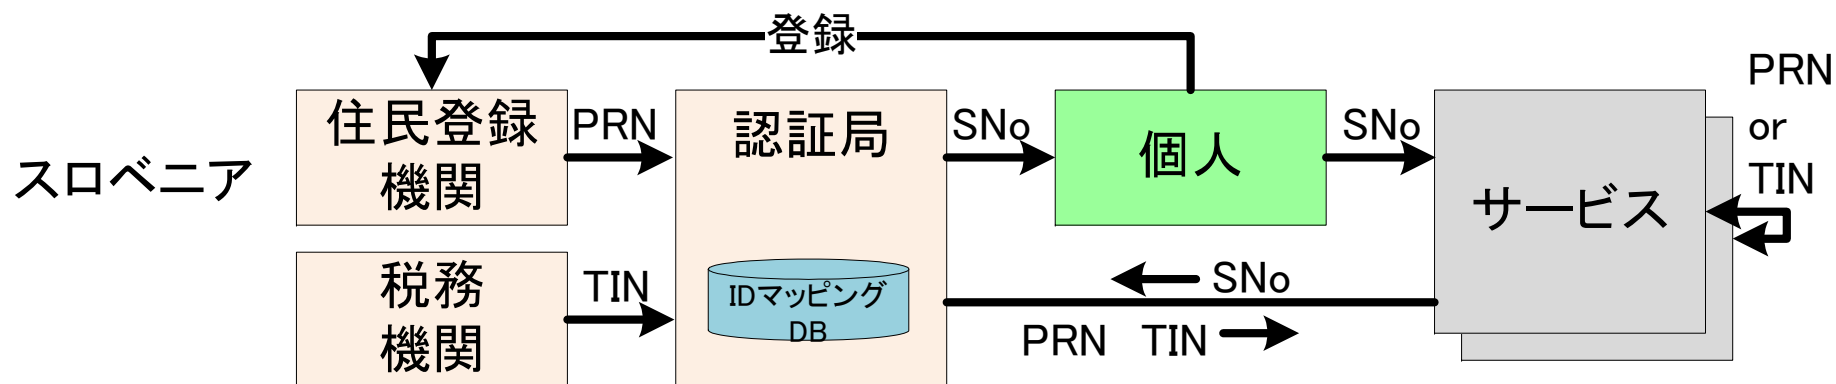 登録
スロベニア
住民登録
機関
PRN
認証局
SNo
個人
SNo
サービス
PRN
or
TIN
税務
機関
TIN
IDマッピング
DB
SNo
PRN TIN